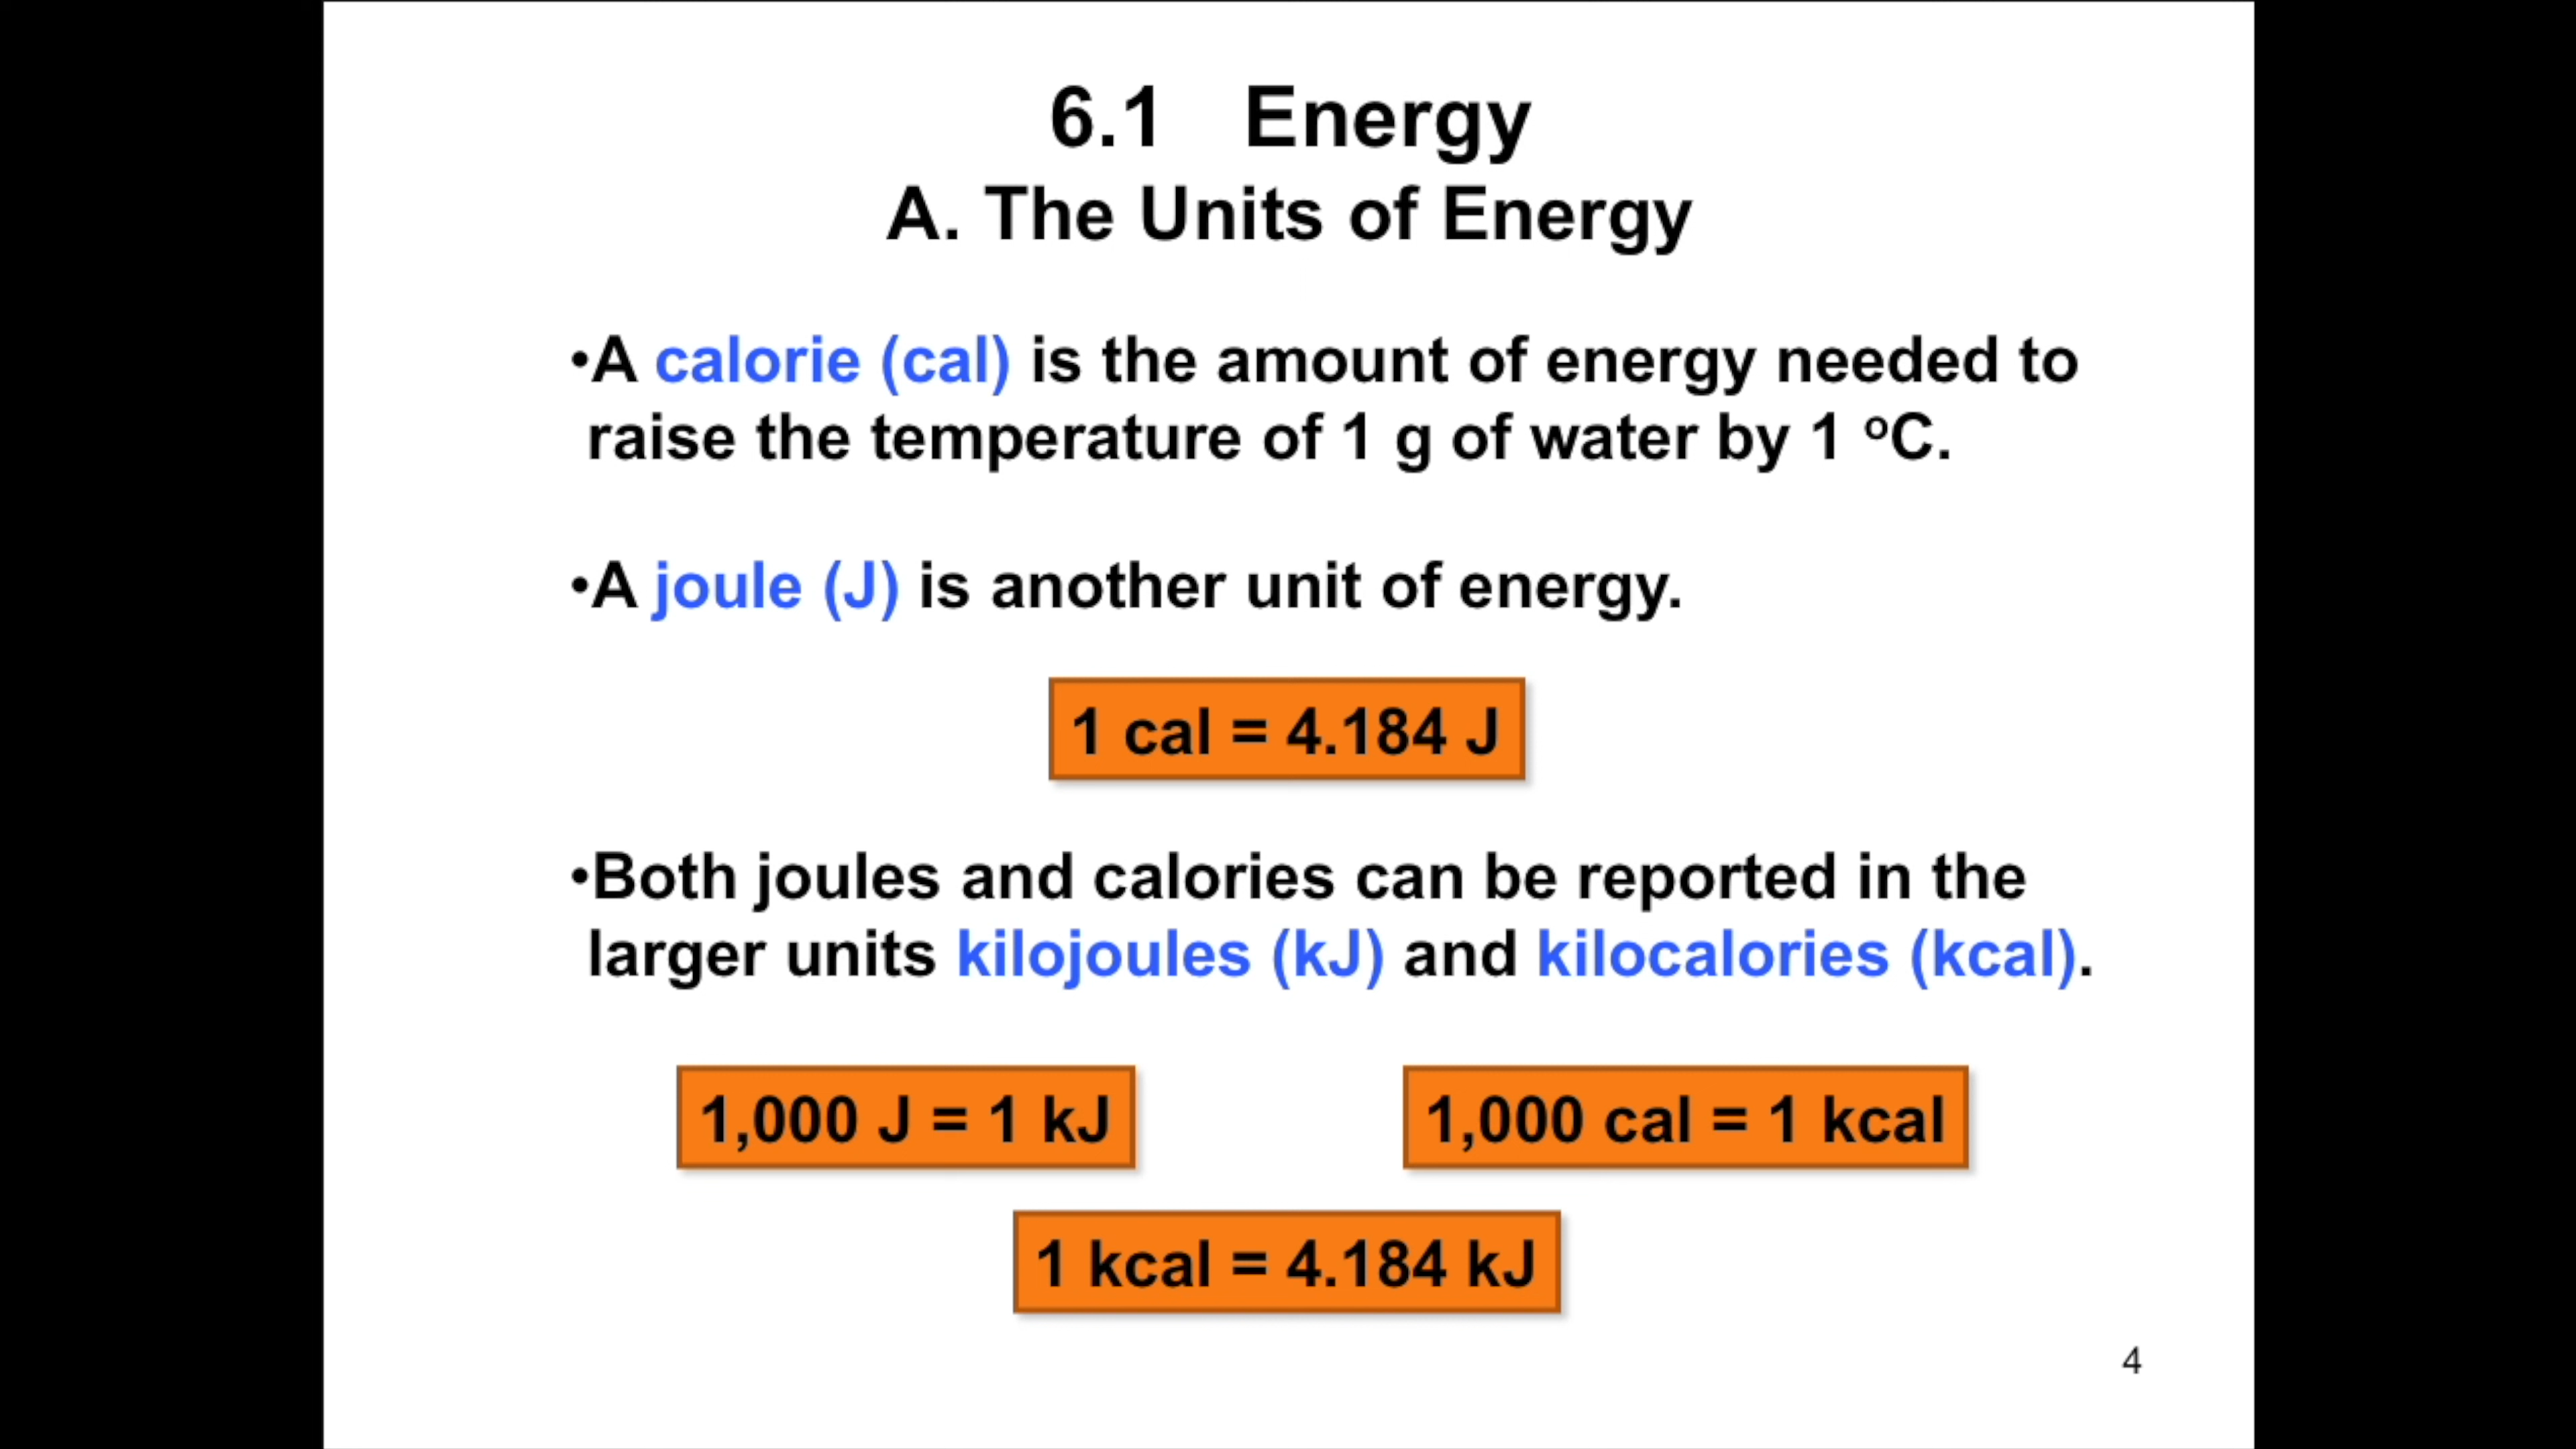 6.1 Energy
A. The Units of Energy
•A calorie (cal) is the amount of energy needed to
raise the temperature of 1 g of water by 1 ºC.
•A joule (J) is another unit of energy.
1 cal = 4.184 J
•Both joules and calories can be reported in the
larger units kilojoules (kJ) and kilocalories (kcal).
1,000 J = 1 kJ
1,000 cal = 1 kcal
1 kcal = 4.184 kJ
4